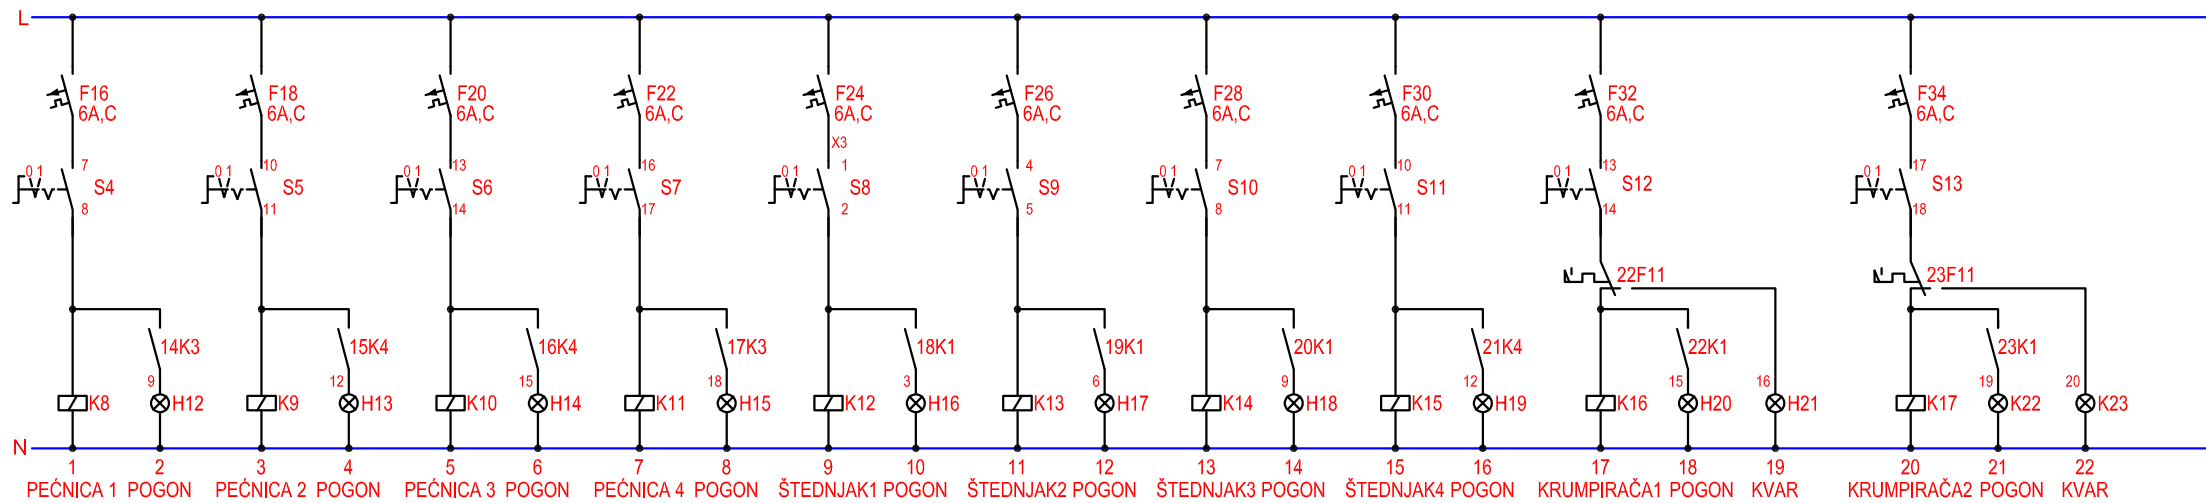 L
F16 F18 F20 F22 F24 F26 F28 F30 F32 F34
6A,C 6A,C 6A,C 6A,C 6A,C 6A,C 6A,C 6A,C 6A,C 6A,C
X3
7 10 13 16 1 4 7 10 13 17
0 1 0 1 0 1 0 1 0 1 0 1 0 1 0 1 0 1 0 1
S4 S5 S6 S7 S8 S9 S10 S11 S12 S13
8 11 14 17 2 5 8 11 14 18
22F11 23F11
14K3 15K4 16K4 17K3 18K1 19K1 20K1 21K4 22K1 23K1
9 12 15 18 3 6 9 12 15 16 19 20
K8 H12 K9 H13 K10 H14 K11 H15 K12 H16 K13 H17 K14 H18 K15 H19 K16 H20 H21 K17 K22 K23
N
1 2 3 4 5 6 7 8 9 10 11 12 13 14 15 16 17 18 19 20 21 22
PEĆNICA 1 POGON PEĆNICA 2 POGON PEĆNICA 3 POGON PEĆNICA 4 POGON ŠTEDNJAK1 POGON ŠTEDNJAK2 POGON ŠTEDNJAK3 POGON ŠTEDNJAK4 POGON KRUMPIRAČA1 POGON KVAR KRUMPIRAČA2 POGON KVAR